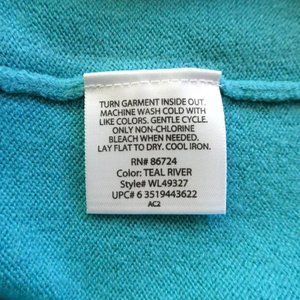 TURN GARMENT INSIDE OUT.
MACHINE WASH COLD WITH
LIKE COLORS. GENTLE CYCLE.
ONLY NON-CHLORINE
BLEACH WHEN NEEDED.
LAY FLAT TO DRY. COOL IRON.
RN# 86724
Color: TEAL RIVER
Style# WL49327
UPC# 6 3519443622
AC2